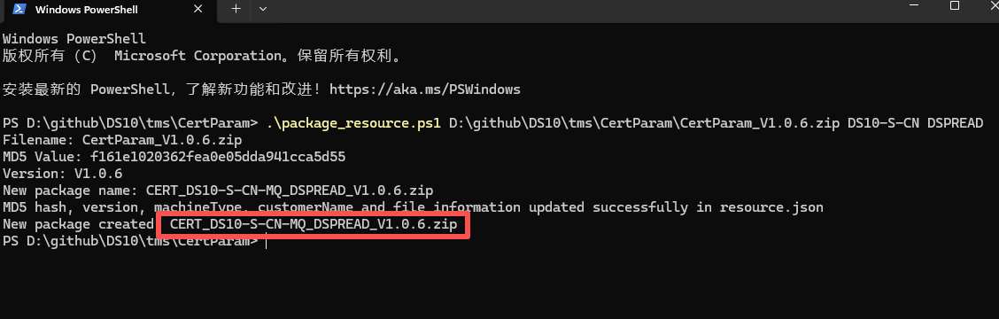 Windows PowerShell
Windows PowerShell
版权所有（C） Microsoft Corporation。保留所有权利。
安装最新的 PowerShell，了解新功能和改进！https://aka.ms/PSWindows
PS D:\github\DS10\tms\CertParam> .\package_resource.ps1 D:\github\DS10\tms\CertParam\CertParam_V1.0.6.zip DS10-S-CN DSPREAD
Filename: CertParam_V1.0.6.zip
MD5 Value: f161e1020362fea0e05dda941cca5d55
Version: V1.0.6
New package name: CERT_DS10-S-CN-MQ_DSPREAD_V1.0.6.zip
MD5 hash, version, machineType, customerName and file information updated successfully in resource.json
New package created CERT_DS10-S-CN-MQ_DSPREAD_V1.0.6.zip
PS D:\github\DS10\tms\CertParam>